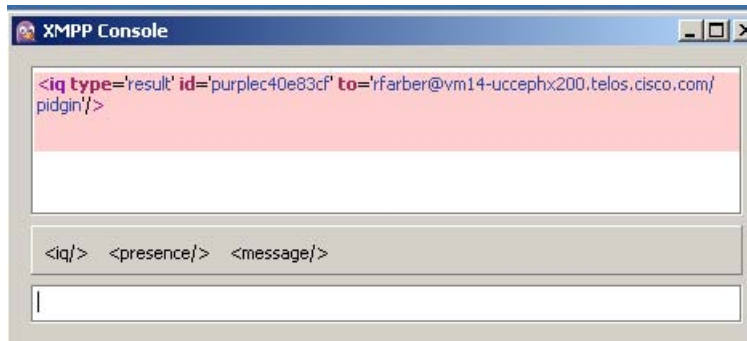 XMPP Console
<iq type='result' id='purplec40e83cf' to='rfarber@vm14-uccephx200.telos.cisco.com/
pidgin'/>
<iq/> <presence/> <message/>